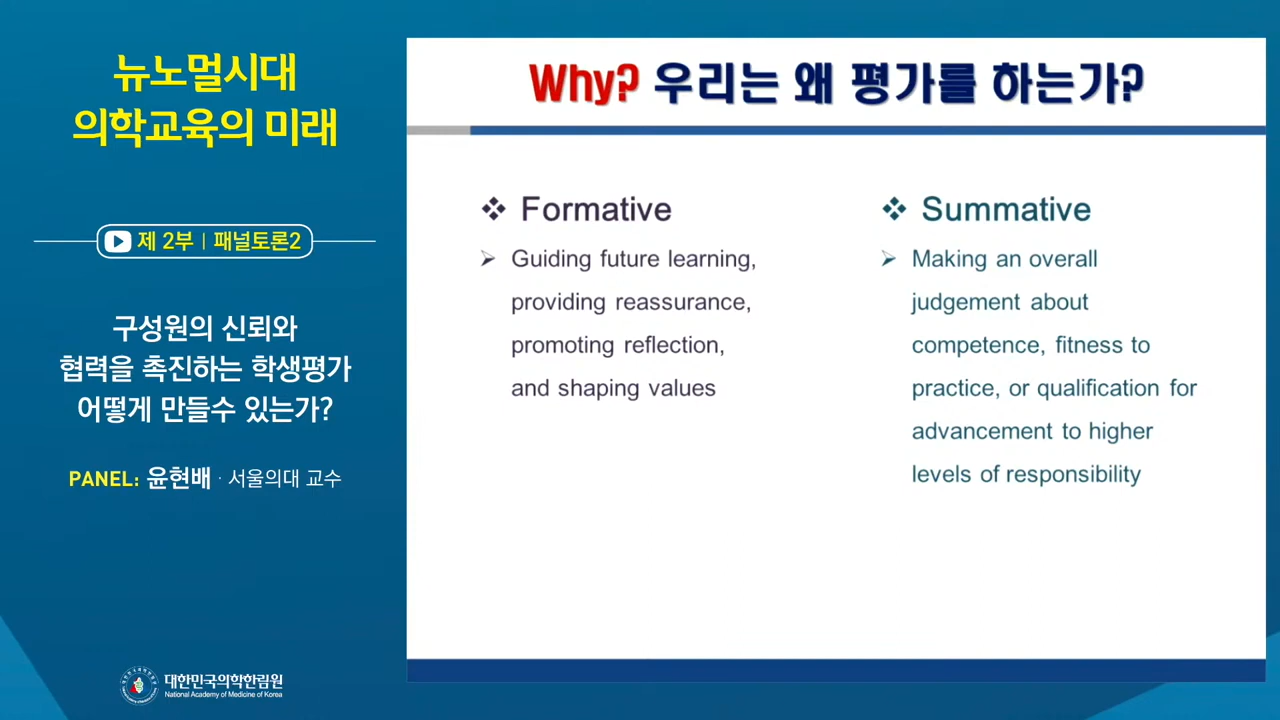 뉴노멀시대
의학교육의 미래
제 2부 | 패널토론2
구성원의 신뢰와
협력을 촉진하는 학생평가
어떻게 만들수 있는가?
PANEL: 윤현배 · 서울의대 교수
대한민국의학한림원
National Academy of Medicine of Korea
Why? 우리는 왜 평가를 하는가?
❖ Formative
➢ Guiding future learning,
providing reassurance,
promoting reflection,
and shaping values
❖ Summative
➢ Making an overall
judgement about
competence, fitness to
practice, or qualification for
advancement to higher
levels of responsibility